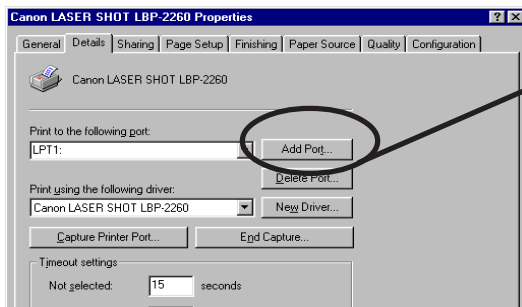 Canon LASER SHOT LBP-2260 Properties
General Details Sharing Page Setup Finishing Paper Source Quality Configuration
Canon LASER SHOT LBP-2260
Print to the following port:
LPT1: Add Port...
Delete Port...
Print using the following driver:
Canon LASER SHOT LBP-2260 New Driver...
Capture Printer Port... End Capture...
Timeout settings
Not selected: 15 seconds